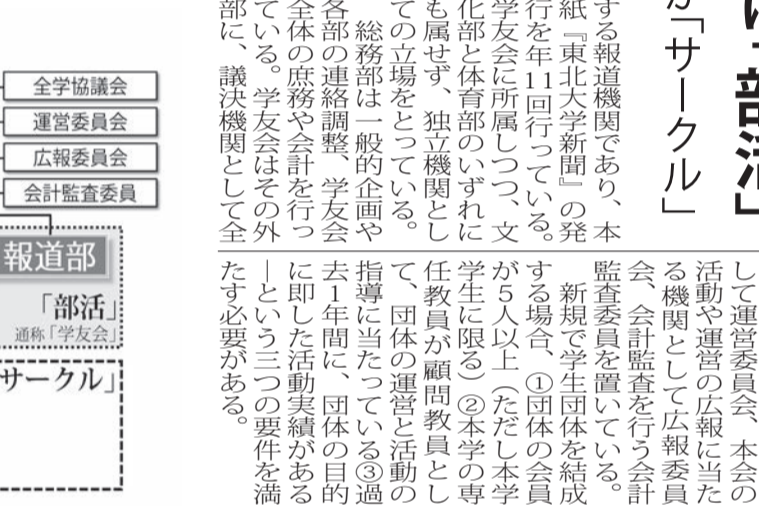 に「部活」
が「サークル」
する報道機関であり、本
紙『東北大学新聞』の発
行を年11回行っている。
学友会に所属しつつ、文
化部と体育部のいずれに
も属せず、独立機関とし
ての立場をとっている。
総務部は一般的企画や
各部の連絡調整、学友会
全体の庶務や会計を行っ
ている。学友会はその外
部に、議決機関として全
して運営委員会、本会の
活動や運営の広報に当た
る機関として広報委員
会、会計監査を行う会計
監査委員を置いている。
新規で学生団体を結成
する場合、①団体の会員
が5人以上（ただし本学
学生に限る）②本学の専
任教員が顧問教員とし
て、団体の運営と活動の
指導に当たっている③過
去1年間に、団体の目的
に即した活動実績がある
―という三つの要件を満
たす必要がある。
全学協議会
運営委員会
広報委員会
会計監査委員
報道部
「部活」
通称「学友会」
サークル」